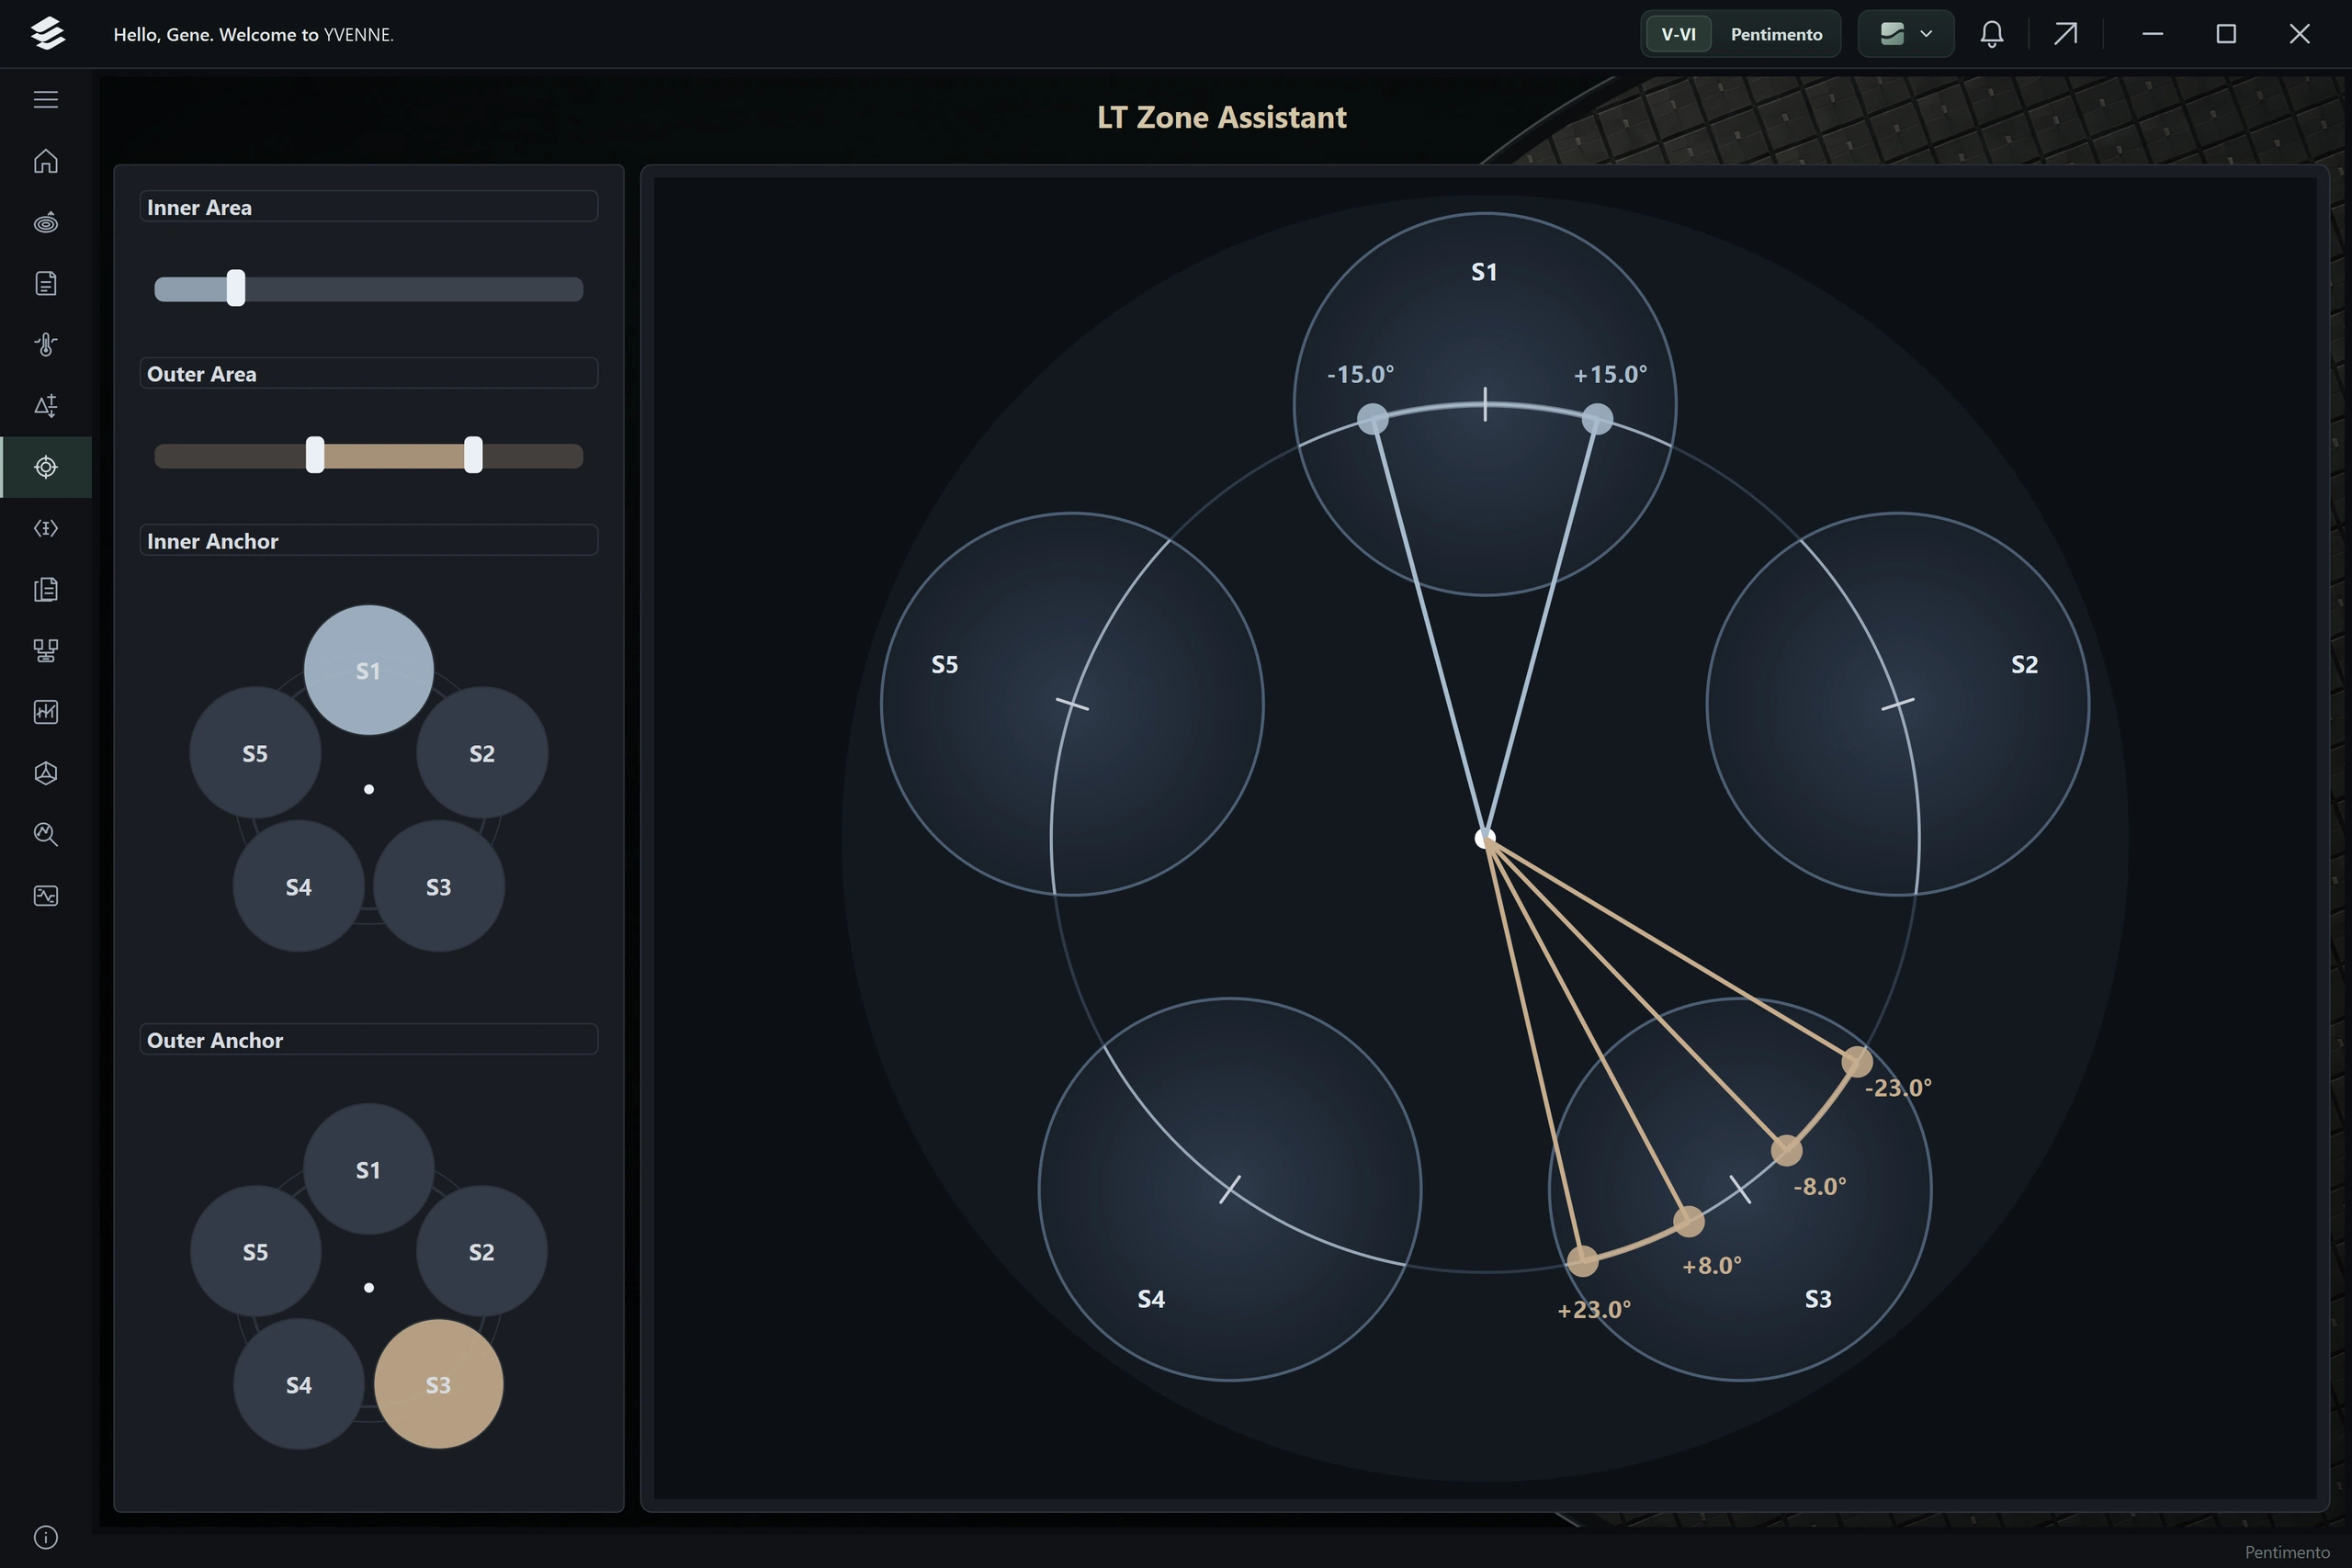 Hello, Gene. Welcome to YVENNE.
V-VI Pentimento
LT Zone Assistant
Inner Area
Outer Area
Inner Anchor
S1
S5
S2
S4
S3
Outer Anchor
S1
S5
S2
S4
S3
S1
-15.0°
+15.0°
S5
S2
-23.0°
-8.0°
+8.0°
S4
S3
+23.0°
Pentimento